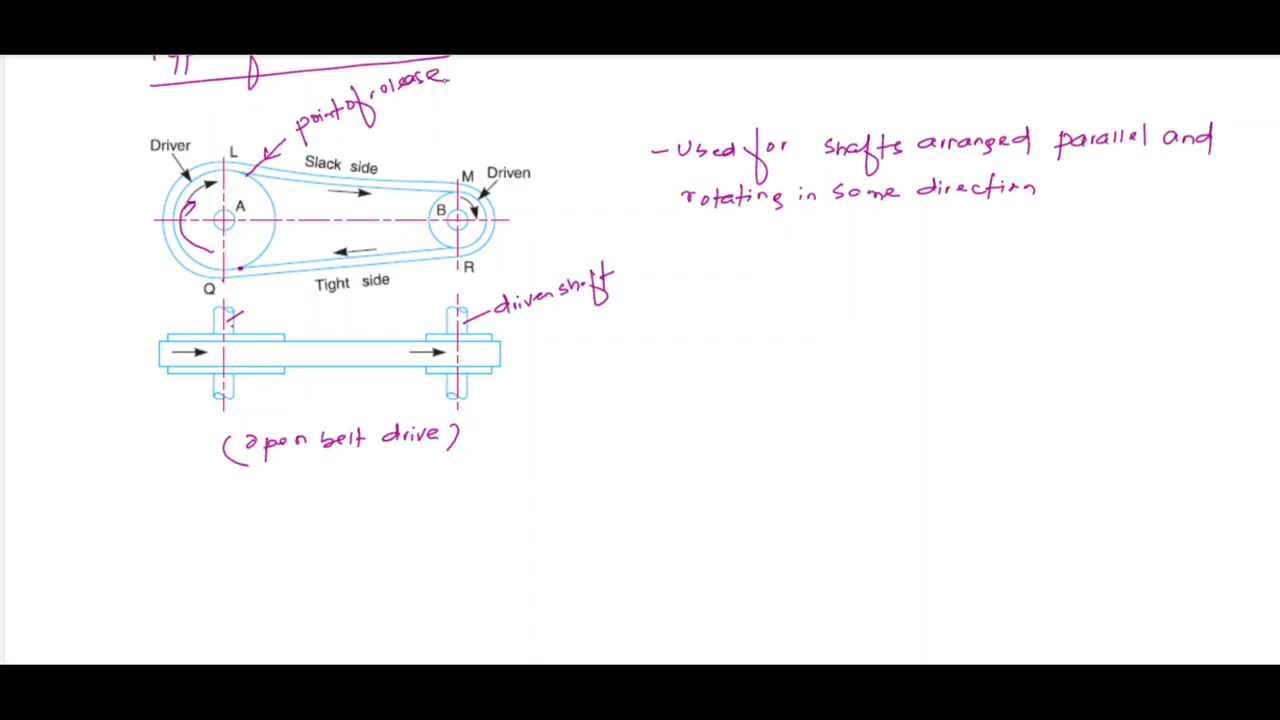 point of release
Driver
L
Slack side
M
Driven
A
B
R
Tight side
Q
driven shaft
(open belt drive)
- Used for shafts arranged parallel and
rotating in same direction